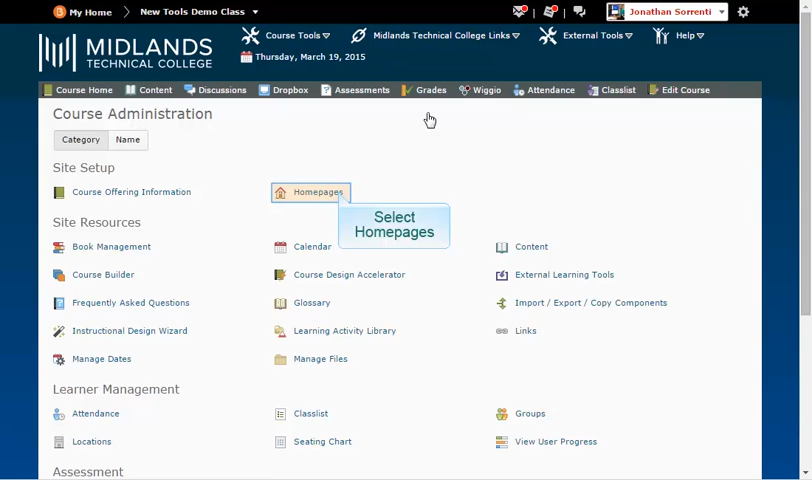 My Home
New Tools Demo Class
Jonathan Sorrenti
MIDLANDS
TECHNICAL COLLEGE
Course Tools
Midlands Technical College Links
External Tools
Help
Thursday, March 19, 2015
Course Home
Content
Discussions
Dropbox
Assessments
Grades
Wiggio
Attendance
Classlist
Edit Course
Course Administration
Category
Name
Site Setup
Course Offering Information
Homepages
Select
Homepages
Site Resources
Book Management
Calendar
Content
Course Builder
Course Design Accelerator
External Learning Tools
Frequently Asked Questions
Glossary
Import / Export / Copy Components
Instructional Design Wizard
Learning Activity Library
Links
Manage Dates
Manage Files
Learner Management
Attendance
Classlist
Groups
Locations
Seating Chart
View User Progress
Assessment